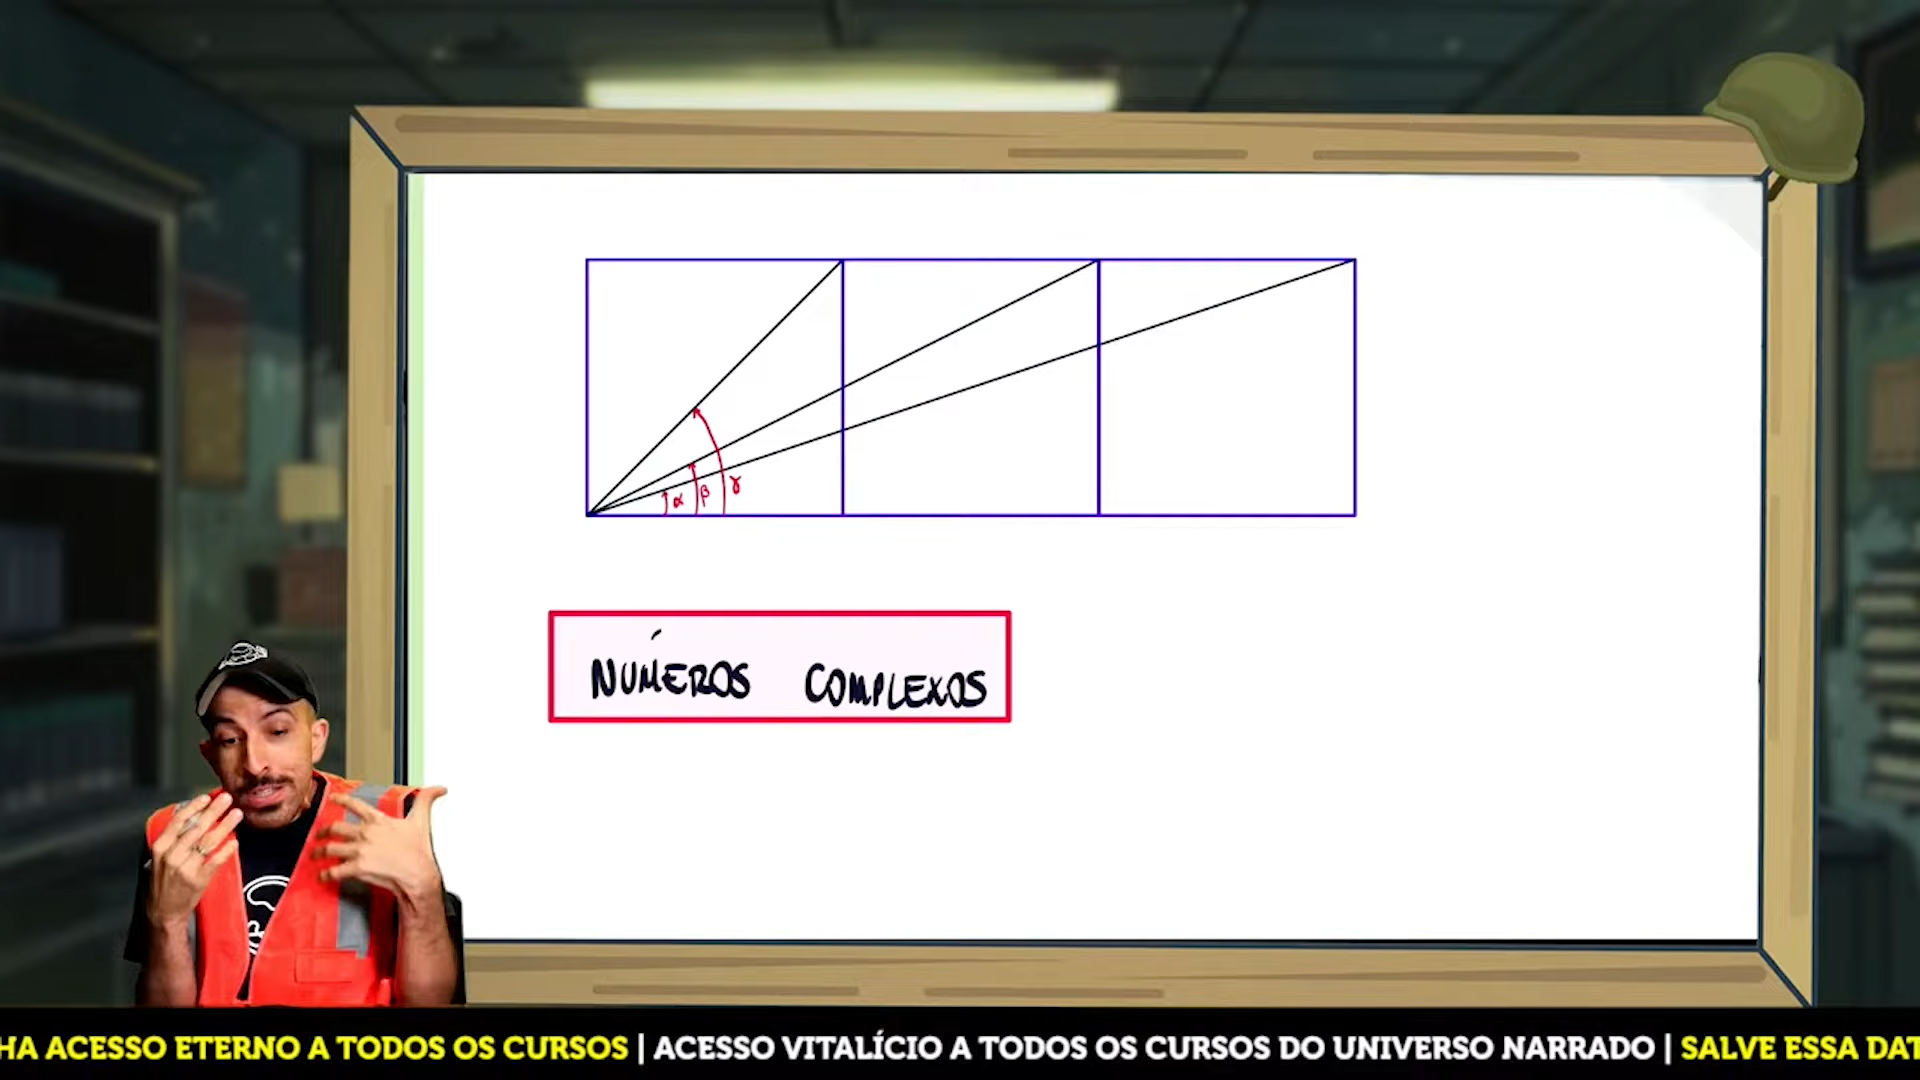 α β γ
NÚMEROS COMPLEXOS
HA ACESSO ETERNO A TODOS OS CURSOS | ACESSO VITALÍCIO A TODOS OS CURSOS DO UNIVERSO NARRADO | SALVE ESSA DAT